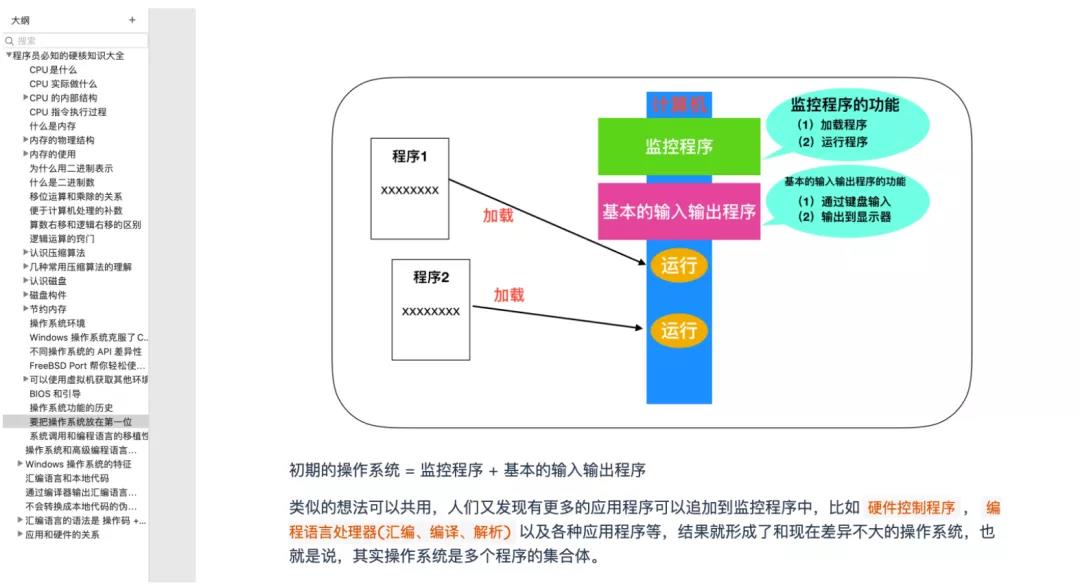 大纲
+
搜索
程序员必知的硬核知识大全
CPU 是什么
CPU 实际做什么
CPU 的内部结构
CPU 指令执行过程
什么是内存
内存的物理结构
内存的使用
为什么用二进制表示
什么是二进制数
移位运算和乘除的关系
便于计算机处理的补数
算数右移和逻辑右移的区别
逻辑运算的窍门
认识压缩算法
几种常用压缩算法的理解
认识磁盘
磁盘构件
节约内存
操作系统环境
Windows 操作系统克服了C...
不同操作系统的 API 差异性
FreeBSD Port 帮你轻松使...
可以使用虚拟机获取其他环境
BIOS 和引导
操作系统功能的历史
要把操作系统放在第一位
系统调用和编程语言的移植性
操作系统和高级编程语言...
Windows 操作系统的特征
汇编语言和本地代码
通过编译器输出汇编语言...
不会转换成本地代码的伪...
汇编语言的语法是 操作码 +...
应用和硬件的关系
计算机
监控程序
监控程序的功能
（1）加载程序
（2）运行程序
程序1
XXXXXXXX
加载
基本的输入输出程序
基本的输入输出程序的功能
（1）通过键盘输入
（2）输出到显示器
运行
程序2
XXXXXXXX
加载
运行
初期的操作系统 = 监控程序 + 基本的输入输出程序
类似的想法可以共用，人们又发现有更多的应用程序可以追加到监控程序中，比如 硬件控制程序 ， 编
程语言处理器(汇编、编译、解析) 以及各种应用程序等，结果就形成了和现在差异不大的操作系统，也
就是说，其实操作系统是多个程序的集合体。